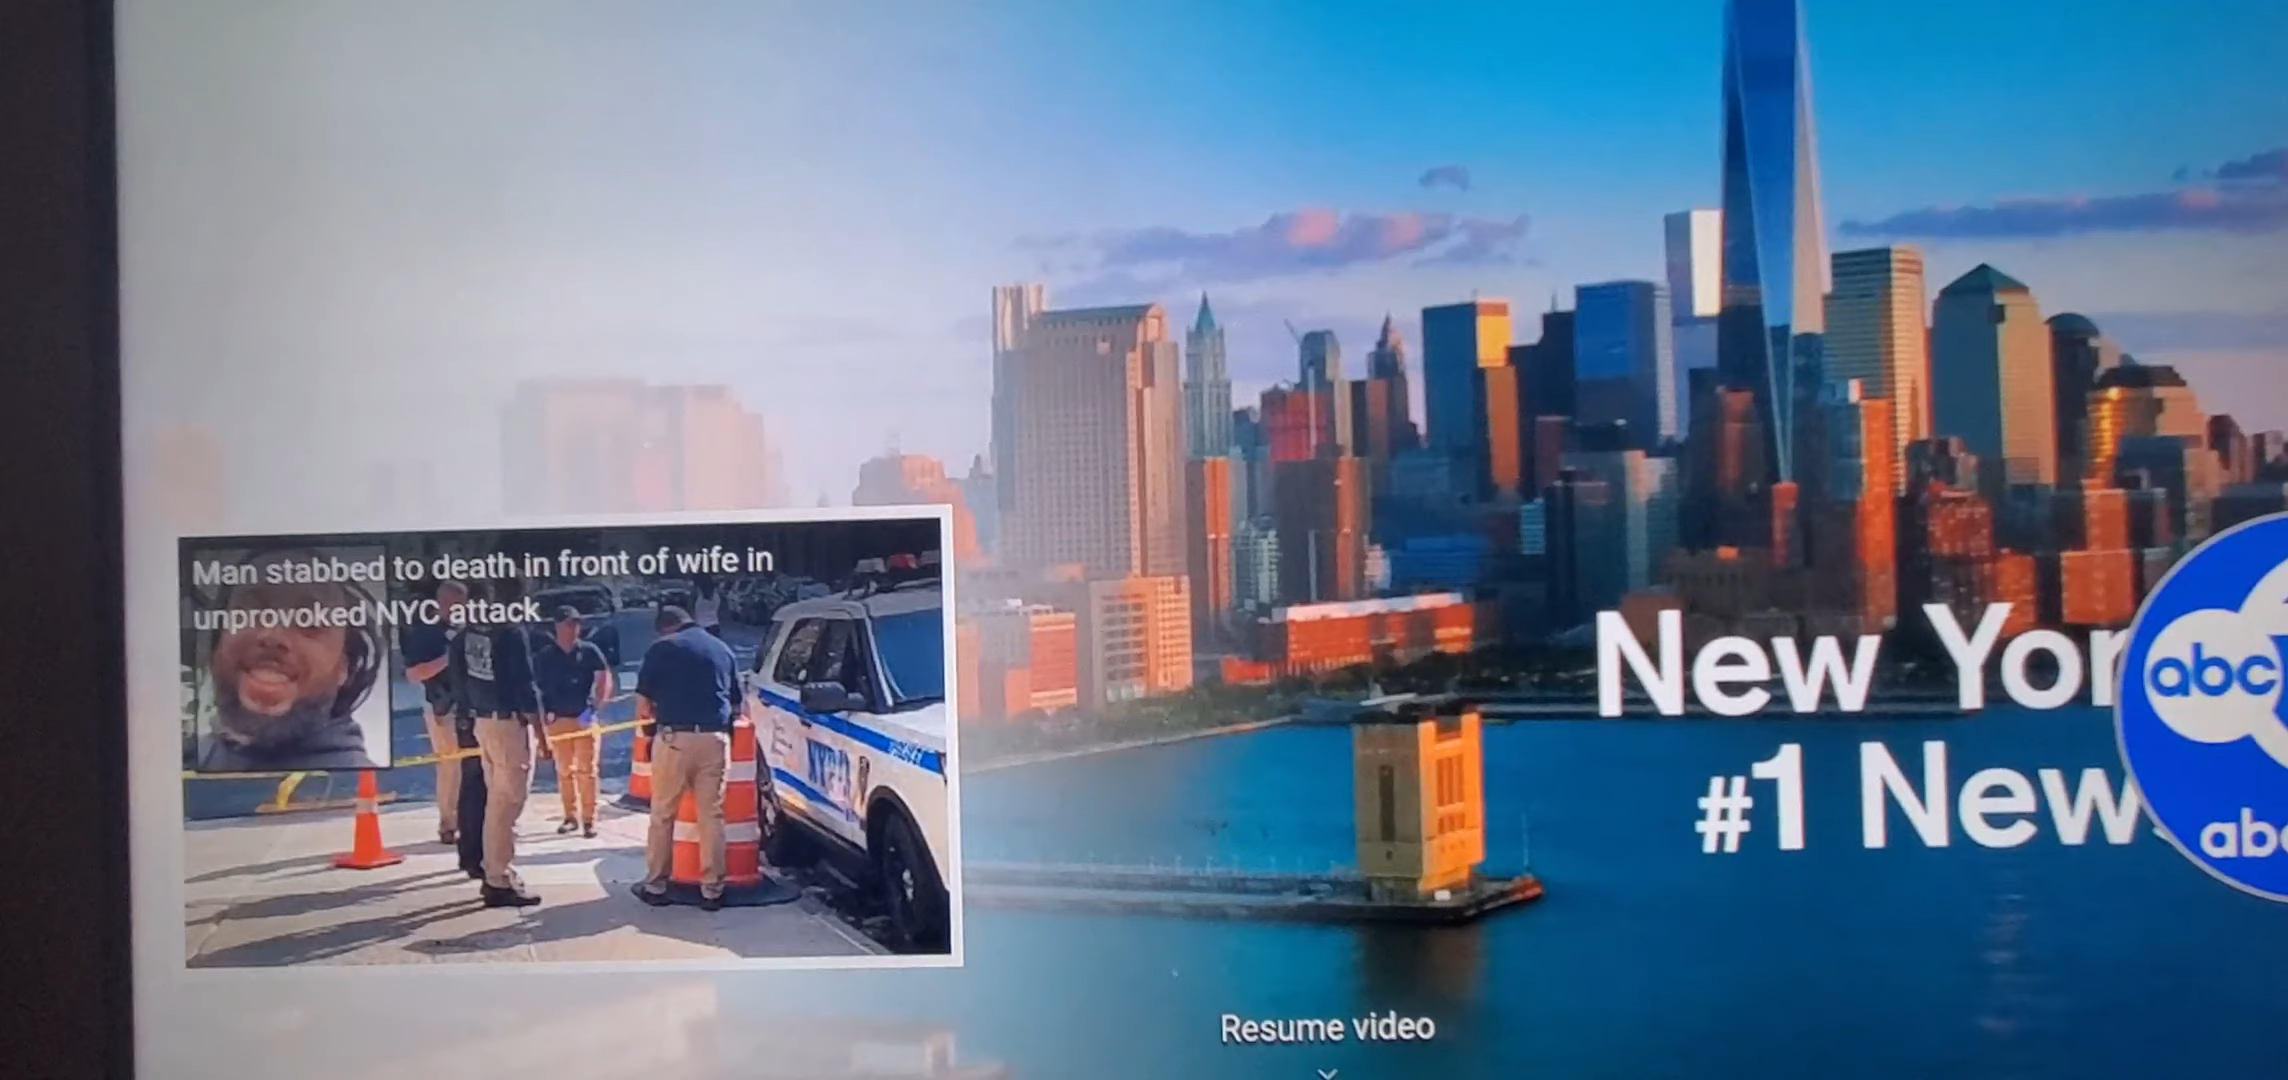 Man stabbed to death in front of wife in
unprovoked NYC attack
NYPD
New Yor
#1 New
abc
abc
Resume video